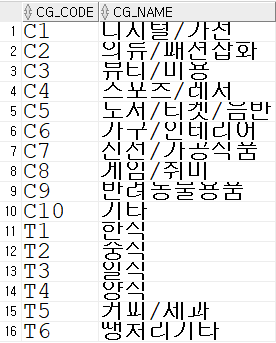 CG_CODE CG_NAME
1 C1 디지털/가전
2 C2 의류/패션잡화
3 C3 뷰티/미용
4 C4 스포츠/레저
5 C5 도서/티켓/음반
6 C6 가구/인테리어
7 C7 신선/가공식품
8 C8 게임/취미
9 C9 반려동물용품
10 C10 기타
11 T1 한식
12 T2 중식
13 T3 일식
14 T4 양식
15 T5 커피/제과
16 T6 땡처리기타